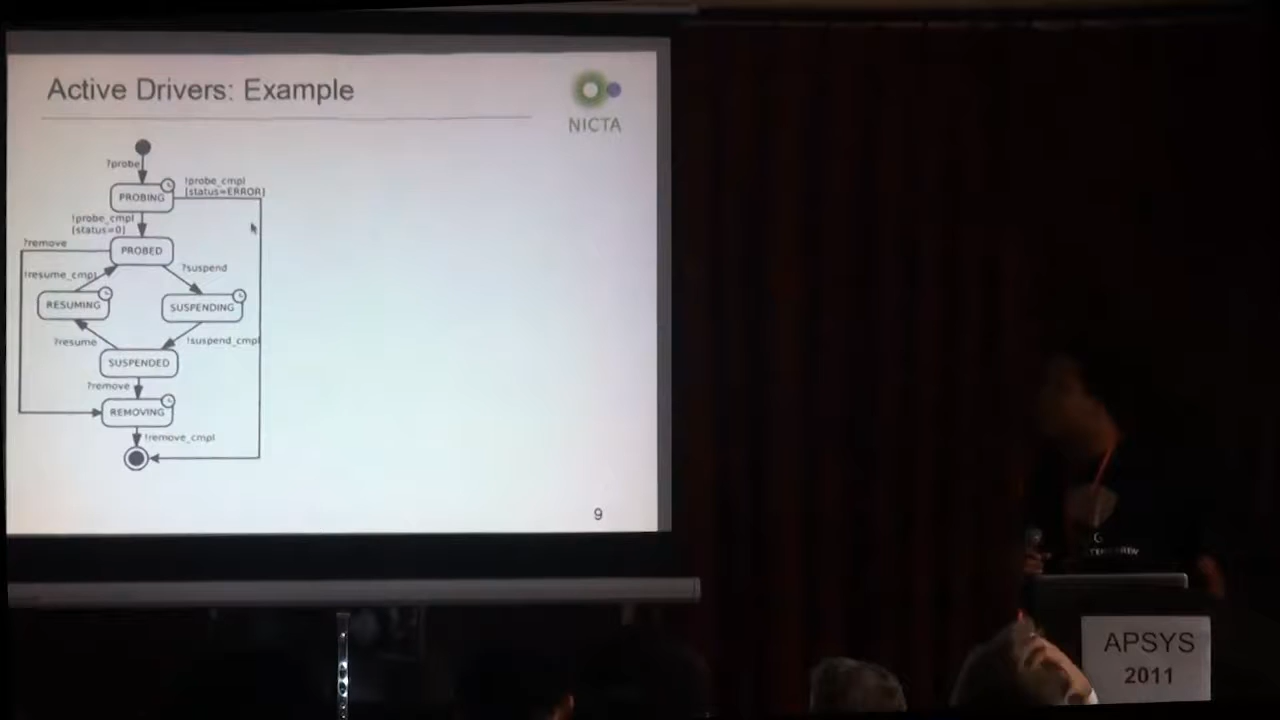 Active Drivers: Example
NICTA
?probe
!probe_cmpl
[status=ERROR]
PROBING
!probe_cmpl
[status=0]
?remove
PROBED
!resume_cmpl
?suspend
RESUMING
SUSPENDING
?resume
!suspend_cmpl
SUSPENDED
?remove
REMOVING
!remove_cmpl
9
APSYS
2011